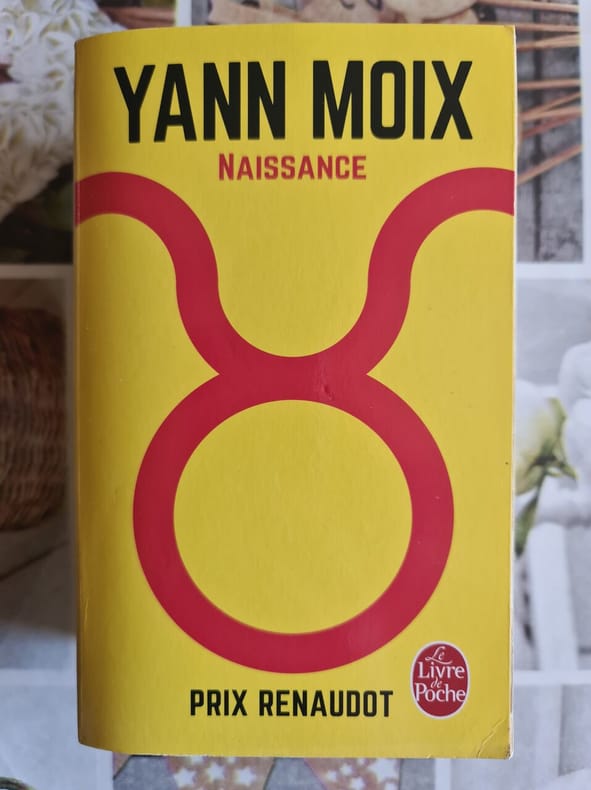 YANN MOIX
NAISSANCE
PRIX RENAUDOT
Le
Livre
de
Poche